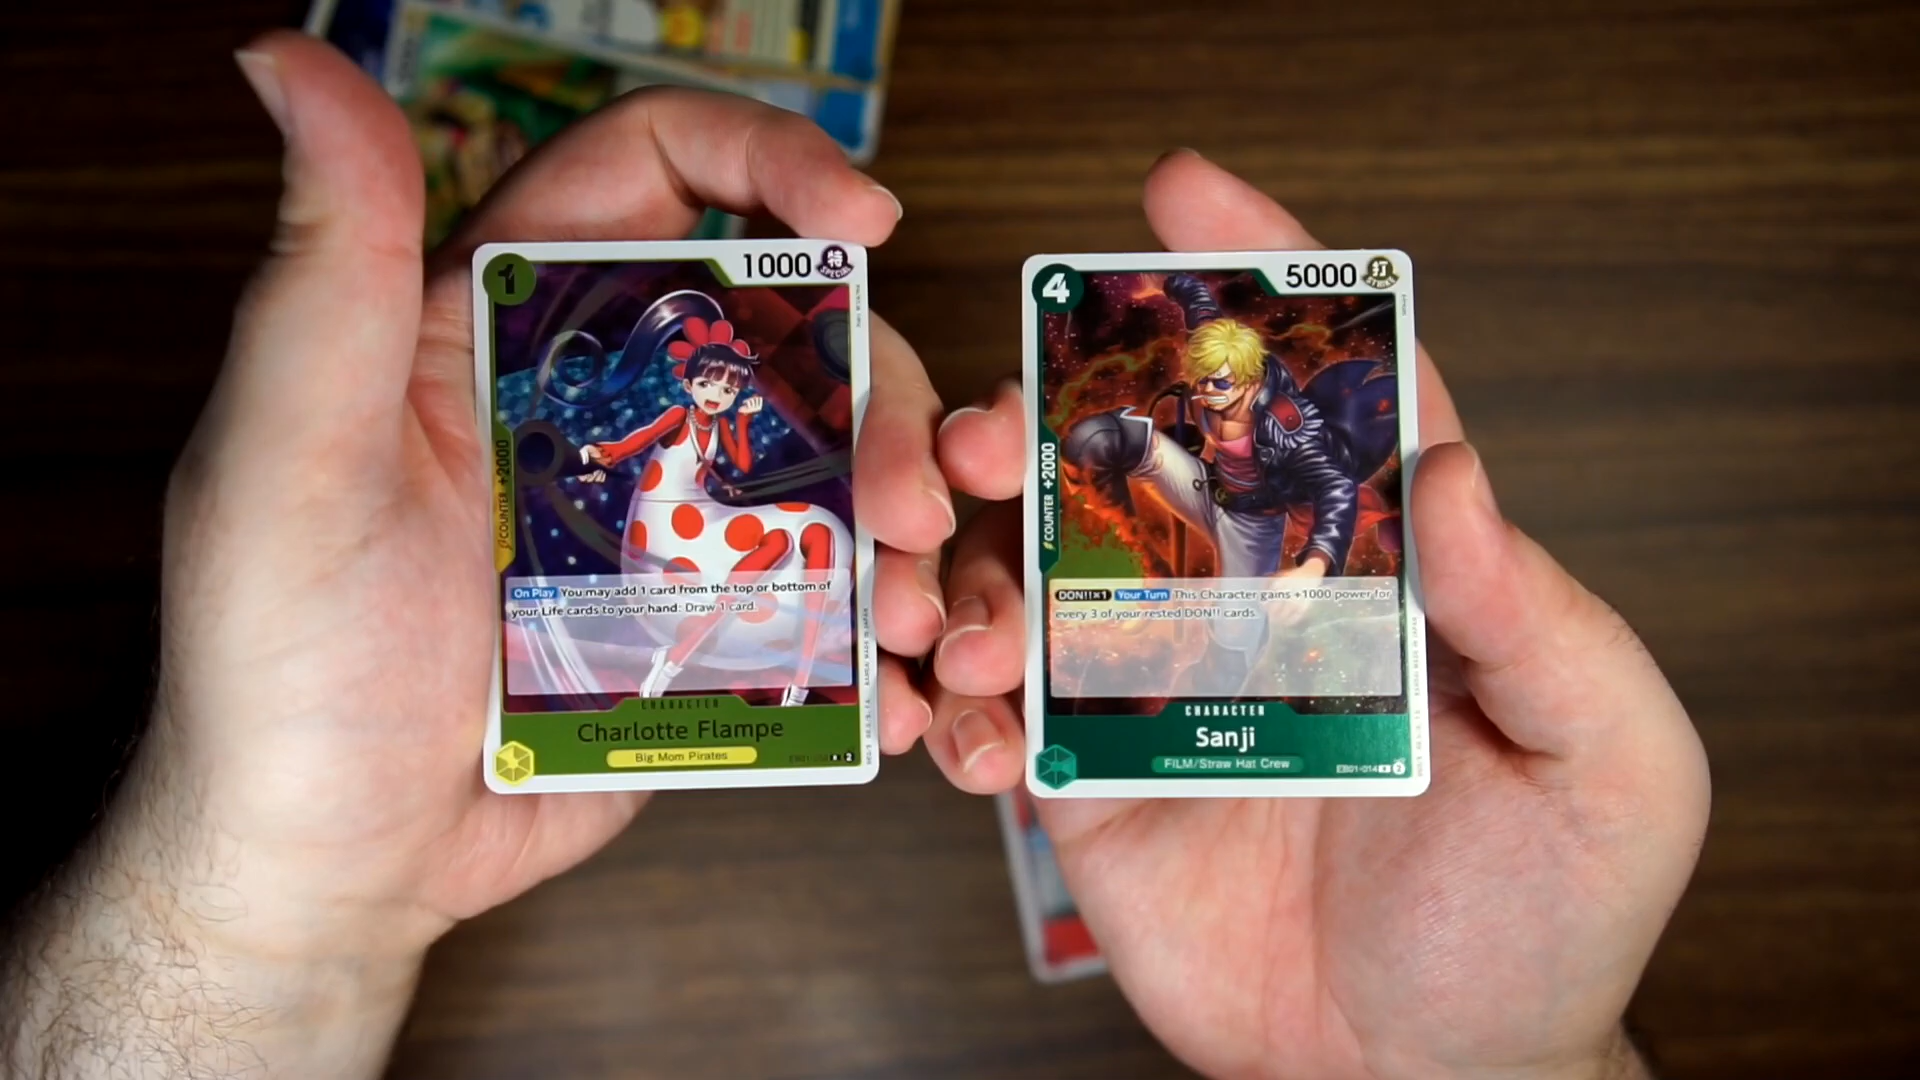 1
1000
特
SPECIAL
COUNTER +2000
On Play You may add 1 card from the top or bottom of
your Life cards to your hand: Draw 1 card.
CHARACTER
Charlotte Flampe
Big Mom Pirates
R 2
4
5000
打
STRIKE
COUNTER +2000
DON!!×1 Your Turn This Character gains +1000 power for
every 3 of your rested DON!! cards.
CHARACTER
Sanji
FILM/Straw Hat Crew
EB01-014 R 2